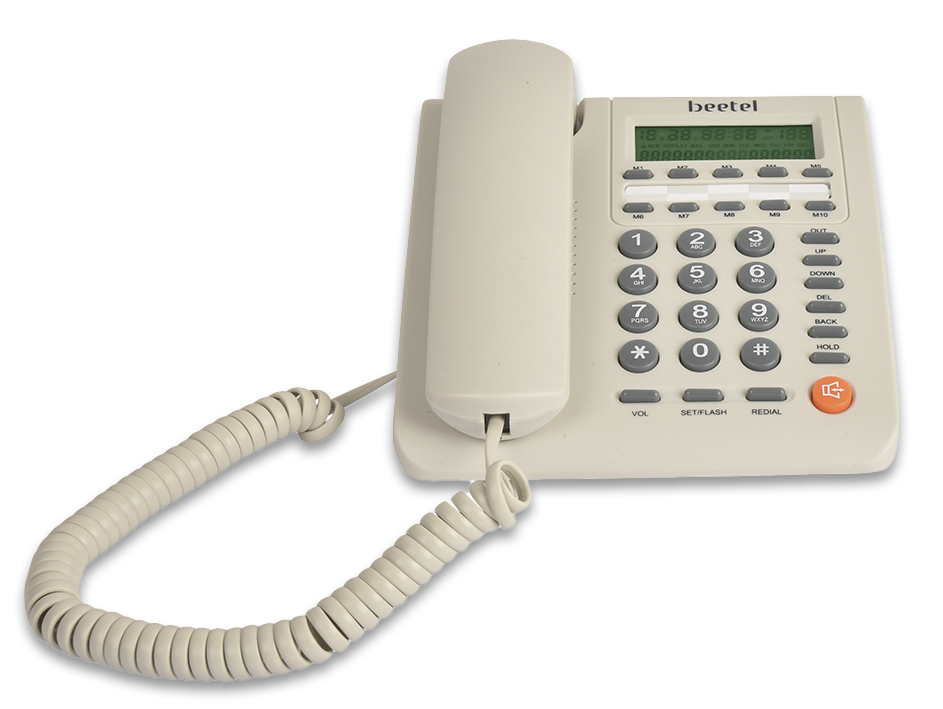 beetel
M1 M2 M3 M4 M5
M6 M7 M8 M9 M10
1 2 ABC 3 DEF
4 GHI 5 JKL 6 MNO
7 PQRS 8 TUV 9 WXYZ
* 0 #
OUT
UP
DOWN
DEL
BACK
HOLD
VOL SET/FLASH REDIAL